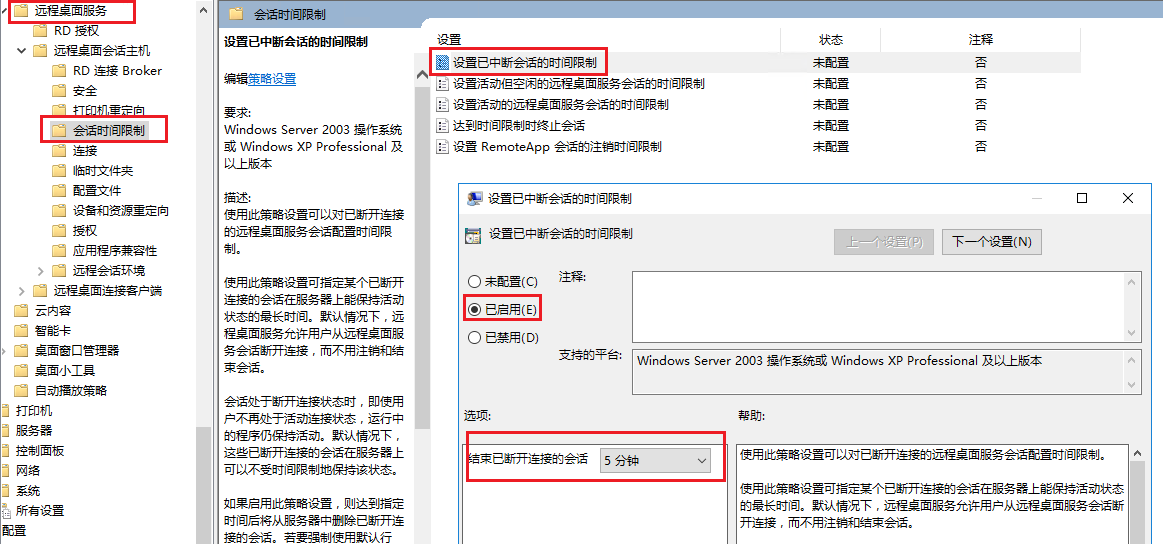 远程桌面服务
RD 授权
远程桌面会话主机
RD 连接 Broker
安全
打印机重定向
会话时间限制
连接
临时文件夹
配置文件
设备和资源重定向
授权
应用程序兼容性
远程会话环境
远程桌面连接客户端
云内容
智能卡
桌面窗口管理器
桌面小工具
自动播放策略
打印机
服务器
控制面板
网络
系统
所有设置
配置
会话时间限制
设置已中断会话的时间限制
编辑策略设置
要求:
Windows Server 2003 操作系统
或 Windows XP Professional 及
以上版本
描述:
使用此策略设置可以对已断开连接
的远程桌面服务会话配置时间限
制。
使用此策略设置可指定某个已断开
连接的会话在服务器上能保持活动
状态的最长时间。默认情况下，远
程桌面服务允许用户从远程桌面服
务会话断开连接，而不用注销和结
束会话。
会话处于断开连接状态时，即使用
户不再处于活动连接状态，运行中
的程序仍保持活动。默认情况下，
这些已断开连接的会话在服务器上
可以不受时间限制地保持该状态。
如果启用此策略设置，则达到指定
时间后将从服务器中删除已断开连
接的会话。若要强制使用默认行
设置 状态 注释
设置已中断会话的时间限制 未配置 否
设置活动但空闲的远程桌面服务会话的时间限制 未配置 否
设置活动的远程桌面服务会话的时间限制 未配置 否
达到时间限制时终止会话 未配置 否
设置 RemoteApp 会话的注销时间限制 未配置 否
设置已中断会话的时间限制
设置已中断会话的时间限制
上一个设置(P) 下一个设置(N)
未配置(C) 注释:
已启用(E)
已禁用(D)
支持的平台: Windows Server 2003 操作系统或 Windows XP Professional 及以上版本
选项: 帮助:
结束已断开连接的会话 5 分钟
使用此策略设置可以对已断开连接的远程桌面服务会话配置时间限制。
使用此策略设置可指定某个已断开连接的会话在服务器上能保持活动状态
的最长时间。默认情况下，远程桌面服务允许用户从远程桌面服务会话断
开连接，而不用注销和结束会话。